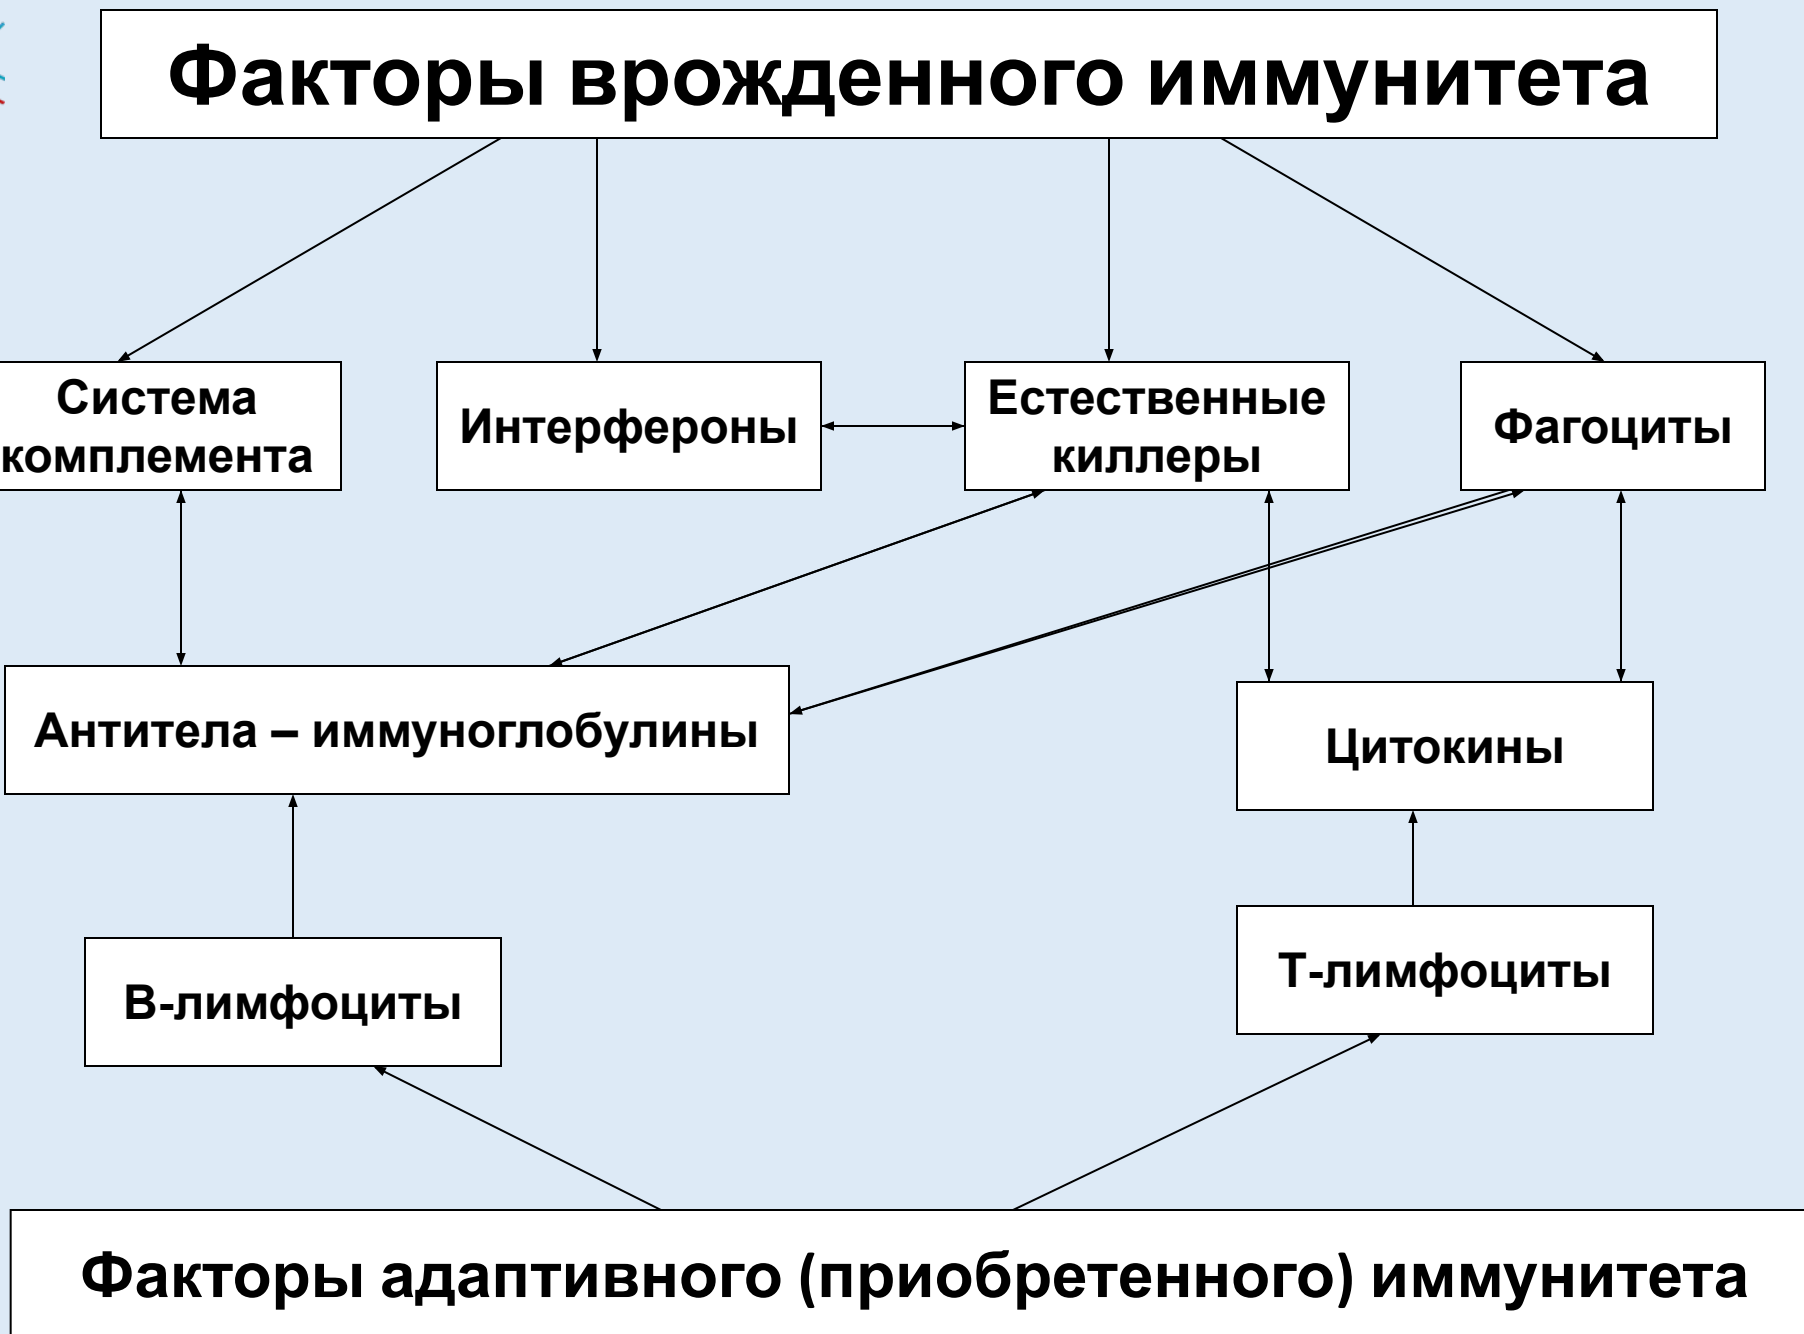 Факторы врожденного иммунитета
Система
комплемента
Интерфероны
Естественные
киллеры
Фагоциты
Антитела – иммуноглобулины
Цитокины
В-лимфоциты
Т-лимфоциты
Факторы адаптивного (приобретенного) иммунитета